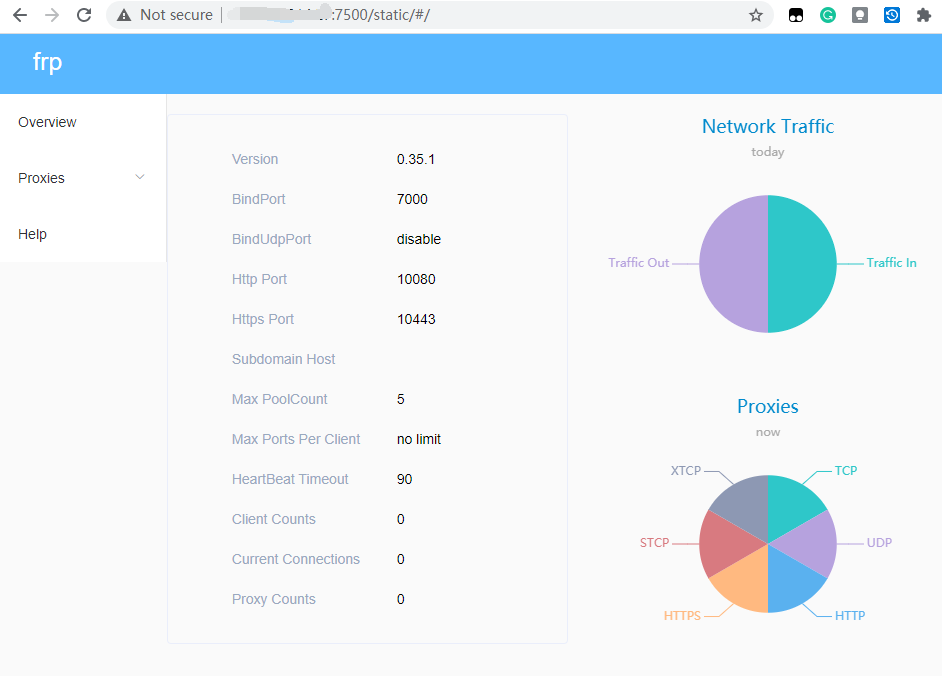 Not secure
:7500/static/#/
frp
Overview
Proxies
Help
Version 0.35.1
BindPort 7000
BindUdpPort disable
Http Port 10080
Https Port 10443
Subdomain Host
Max PoolCount 5
Max Ports Per Client no limit
HeartBeat Timeout 90
Client Counts 0
Current Connections 0
Proxy Counts 0
Network Traffic
today
Traffic Out Traffic In
Proxies
now
XTCP TCP
STCP UDP
HTTPS HTTP